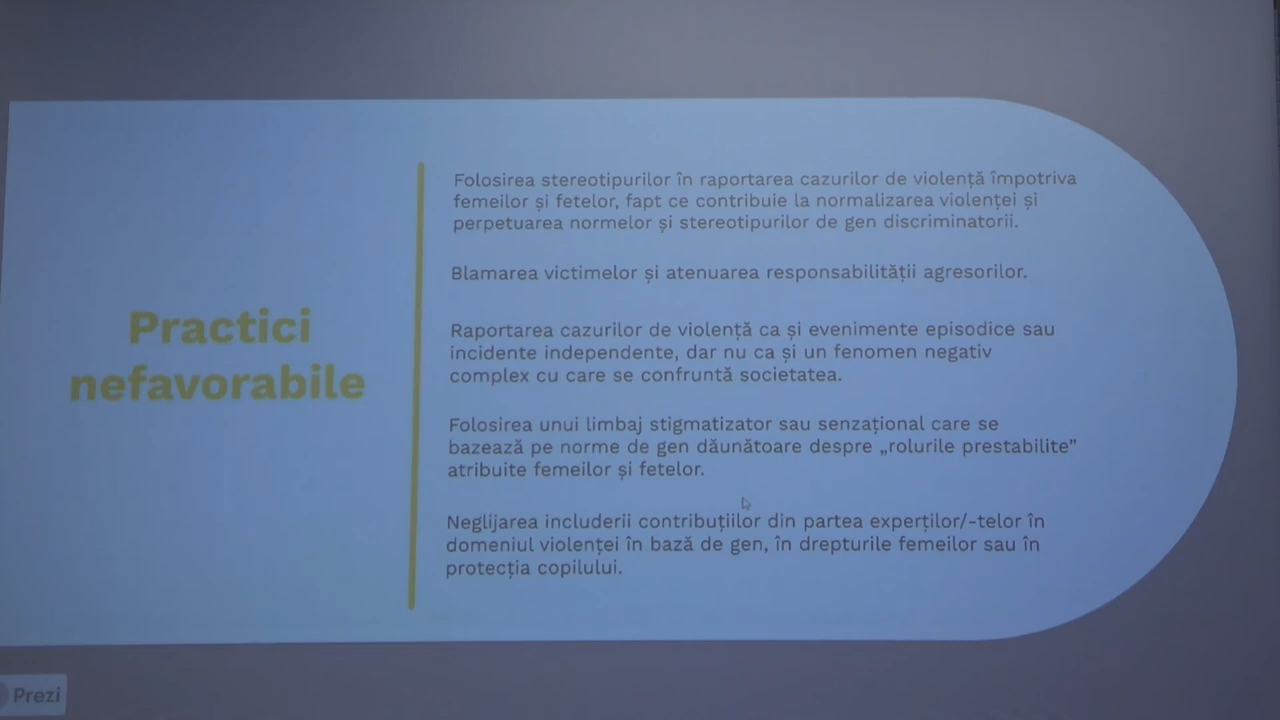 Practici
nefavorabile
Folosirea stereotipurilor în raportarea cazurilor de violență împotriva
femeilor și fetelor, fapt ce contribuie la normalizarea violenței și
perpetuarea normelor și stereotipurilor de gen discriminatorii.
Blamarea victimelor și atenuarea responsabilității agresorilor.
Raportarea cazurilor de violență ca și evenimente episodice sau
incidente independente, dar nu ca și un fenomen negativ
complex cu care se confruntă societatea.
Folosirea unui limbaj stigmatizator sau senzațional care se
bazează pe norme de gen dăunătoare despre „rolurile prestabilite”
atribuite femeilor și fetelor.
Neglijarea includerii contribuțiilor din partea experților/-telor în
domeniul violenței în bază de gen, în drepturile femeilor sau în
protecția copilului.
Prezi